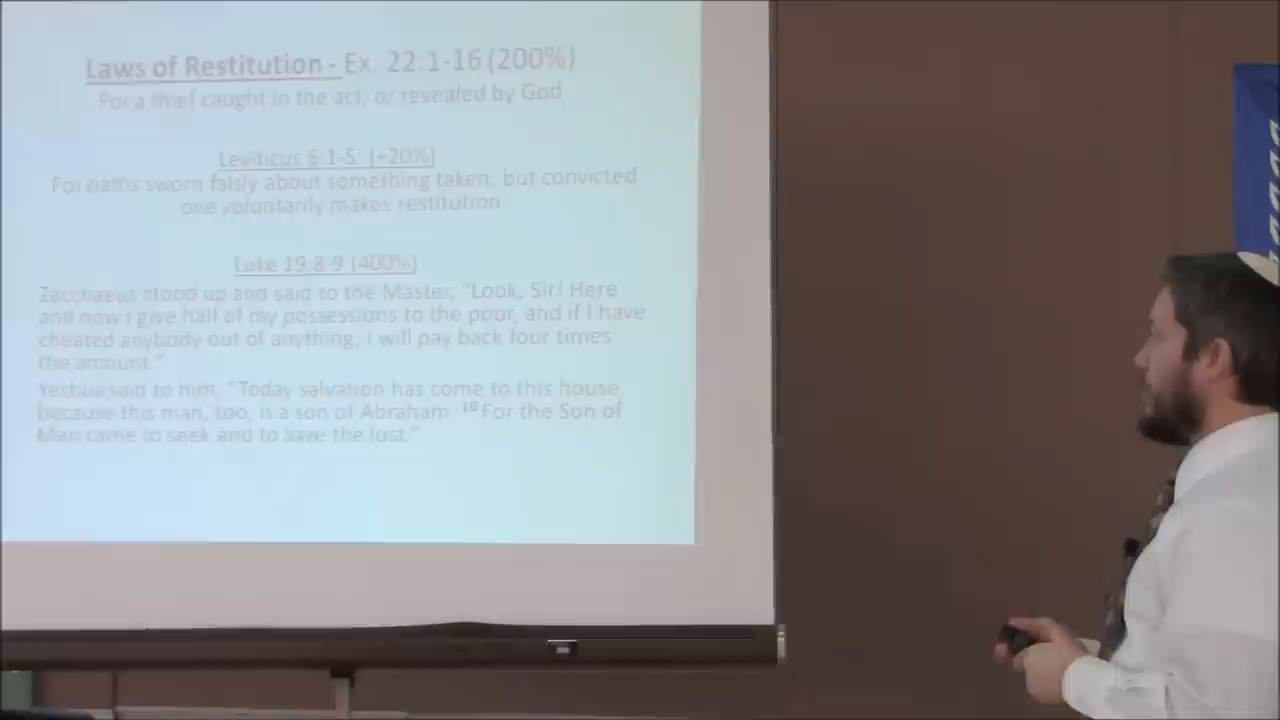 Laws of Restitution - Ex. 22:1-16 (200%)
For a thief caught in the act, or revealed by God
Leviticus 6:1-5: (+20%)
For oaths sworn falsly about something taken, but convicted
one voluntarily makes restitution
Luke 19:8-9 (400%)
Zacchaeus stood up and said to the Master, "Look, Sir! Here
and now I give half of my possessions to the poor, and if I have
cheated anybody out of anything, I will pay back four times
the amount."
Yeshua said to him, "Today salvation has come to this house,
because this man, too, is a son of Abraham 10 For the Son of
Man came to seek and to save the lost."